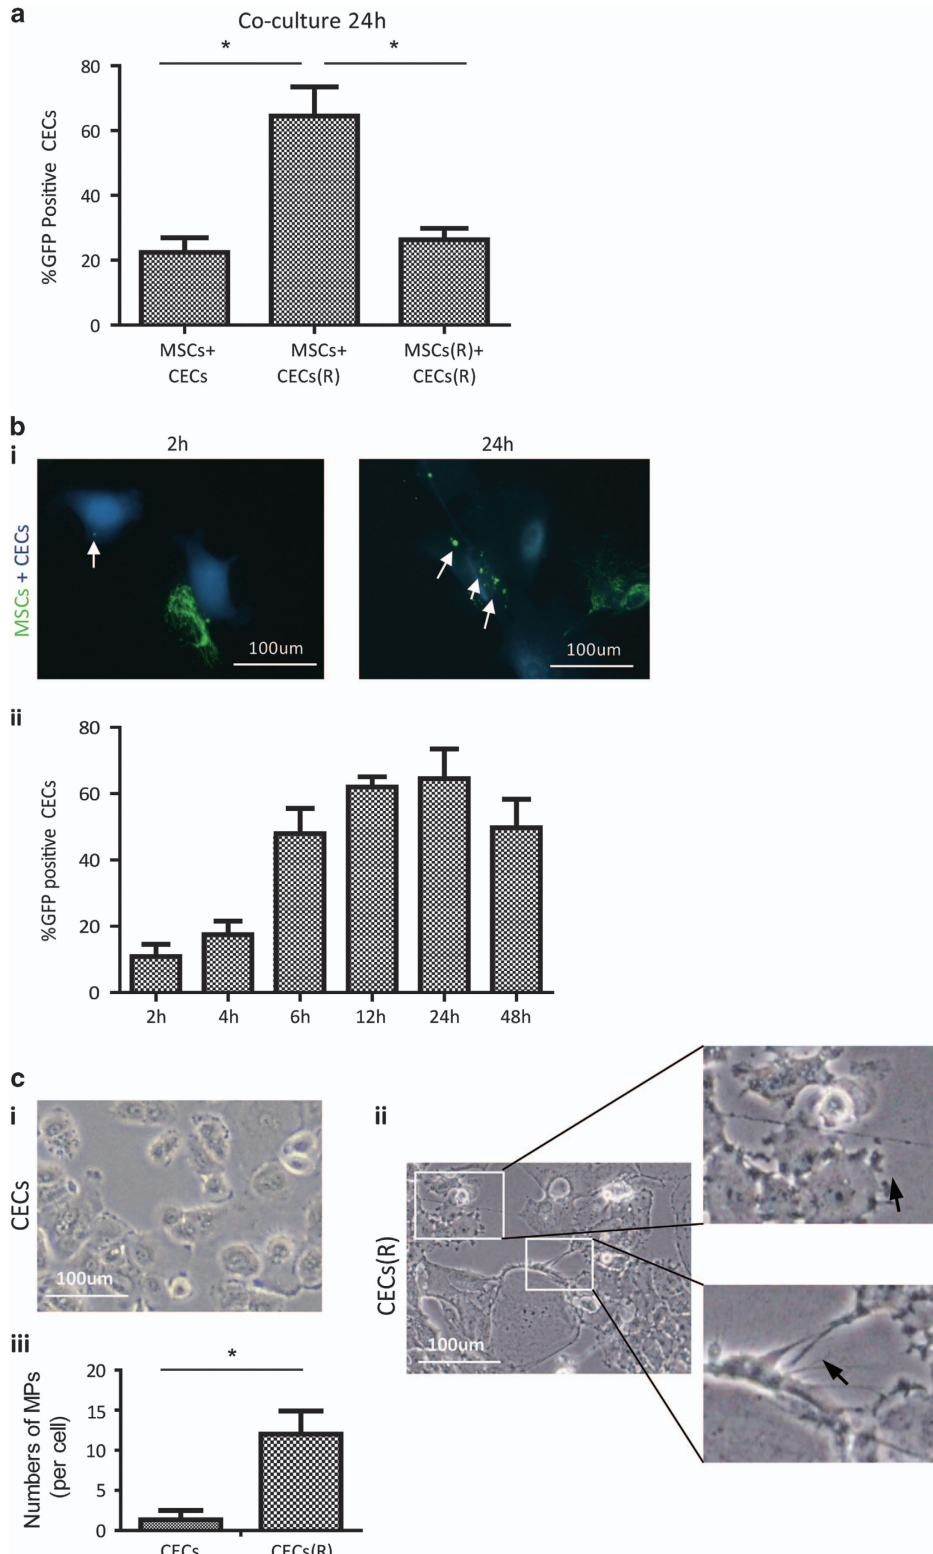 a
Co-culture 24h
*
*
%GFP Positive CECs
80
60
40
20
0
MSCs+
CECs
MSCs+
CECs(R)
MSCs(R)+
CECs(R)
b
i
2h
24h
MSCs + CECs
100um
100um
ii
%GFP positive CECs
80
60
40
20
0
2h
4h
6h
12h
24h
48h
c
i
CECs
100um
ii
CECs(R)
100um
iii
*
Numbers of MPs
(per cell)
20
15
10
5
0
CECs
CECs(R)